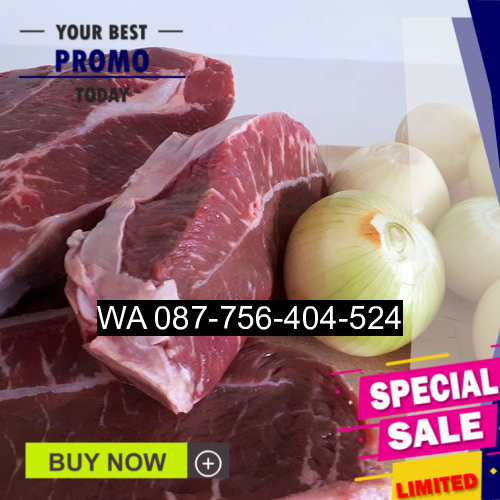 YOUR BEST
PROMO
TODAY
WA 087-756-404-524
SPECIAL
SALE
LIMITED
BUY NOW